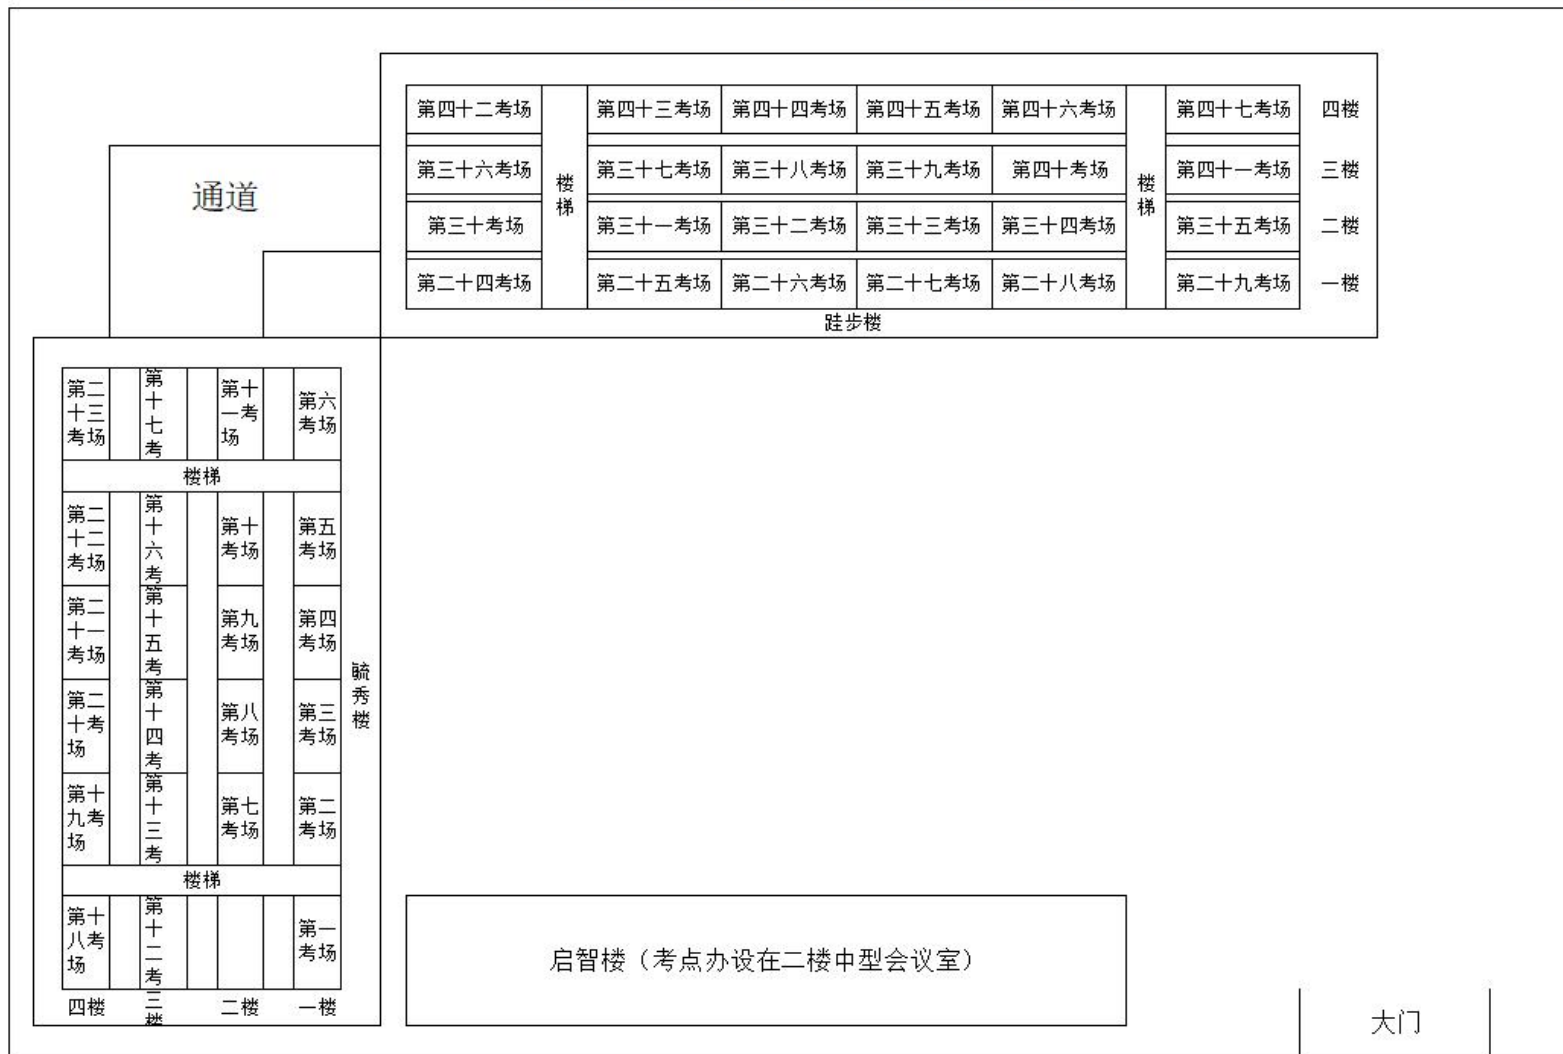 第四十二考场
第四十三考场
第四十四考场
第四十五考场
第四十六考场
第四十七考场
四楼
第三十六考场
第三十七考场
第三十八考场
第三十九考场
第四十考场
第四十一考场
三楼
通道
楼
梯
楼
梯
第三十考场
第三十一考场
第三十二考场
第三十三考场
第三十四考场
第三十五考场
二楼
第二十四考场
第二十五考场
第二十六考场
第二十七考场
第二十八考场
第二十九考场
一楼
跬步楼
第二
十三
考场
第
十
七
考
第十
一考
场
第六
考场
楼梯
第二
十二
考场
第
十
六
考
第十
考场
第五
考场
第二
十一
考场
第
十
五
考
第九
考场
第四
考场
毓
秀
楼
第二
十考
场
第
十
四
考
第八
考场
第三
考场
第十
九考
场
第
十
三
考
第七
考场
第二
考场
楼梯
第十
八考
场
第
十
二
考
第一
考场
四楼
三
楼
二楼
一楼
启智楼（考点办设在二楼中型会议室）
大门